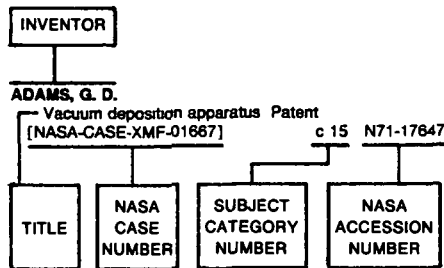 INVENTOR
ADAMS, G. D.
Vacuum deposition apparatus Patent
[NASA-CASE-XMF-01667] c 15 N71-17647
TITLE
NASA CASE NUMBER
SUBJECT CATEGORY NUMBER
NASA ACCESSION NUMBER